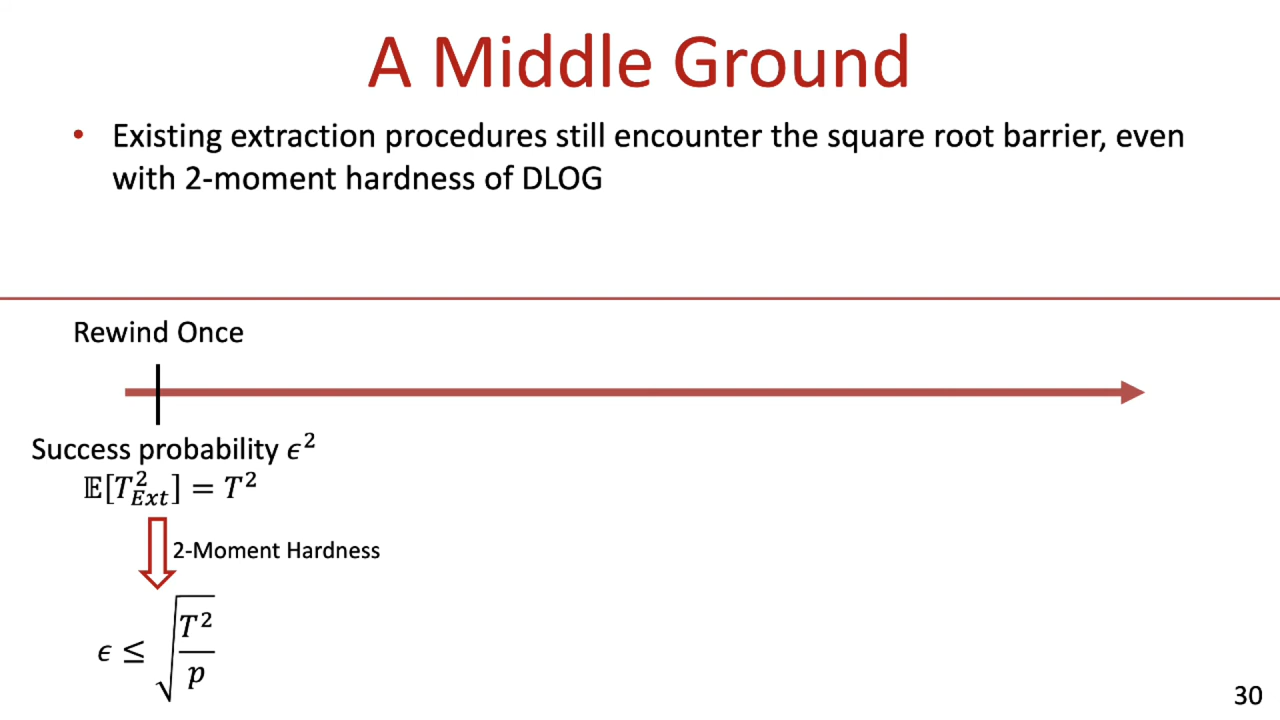 A Middle Ground
• Existing extraction procedures still encounter the square root barrier, even
with 2-moment hardness of DLOG
Rewind Once
Success probability ϵ²
𝔼[T²_Ext] = T²
2-Moment Hardness
ϵ ≤ √(T²/p)
30